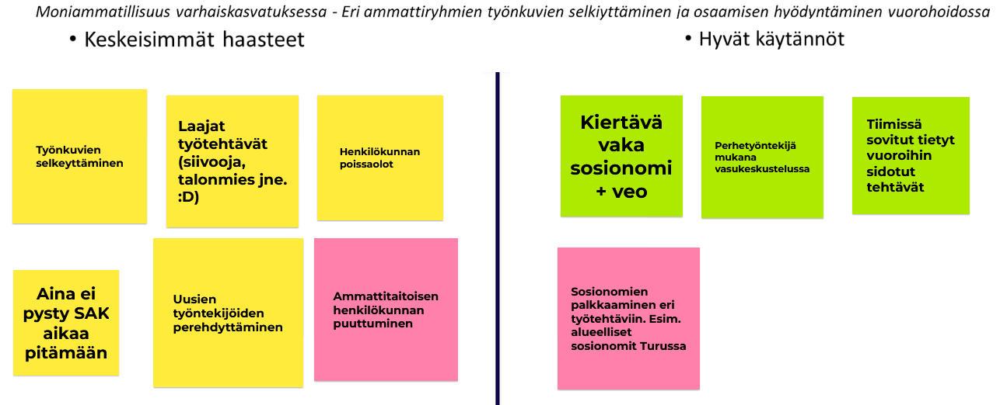 Moniammatillisuus varhaiskasvatuksessa - Eri ammattiryhmien työnkuvien selkiyttäminen ja osaamisen hyödyntäminen vuorohoidossa
• Keskeisimmät haasteet
Työnkuvien
selkeyttäminen
Laajat
työtehtävät
(siivooja,
talonmies jne.
:D)
Henkilökunnan
poissaolot
Aina ei
pysty SAK
aikaa
pitämään
Uusien
työntekijöiden
perehdyttäminen
Ammattitaitoisen
henkilökunnan
puuttuminen
• Hyvät käytännöt
Kiertävä
vaka
sosionomi
+ veo
Perhetyöntekijä
mukana
vasukeskustelussa
Tiimissä
sovitut tietyt
vuoroihin
sidotut
tehtävät
Sosionomien
palkkaaminen eri
työtehtäviin. Esim.
alueelliset
sosionomit Turussa